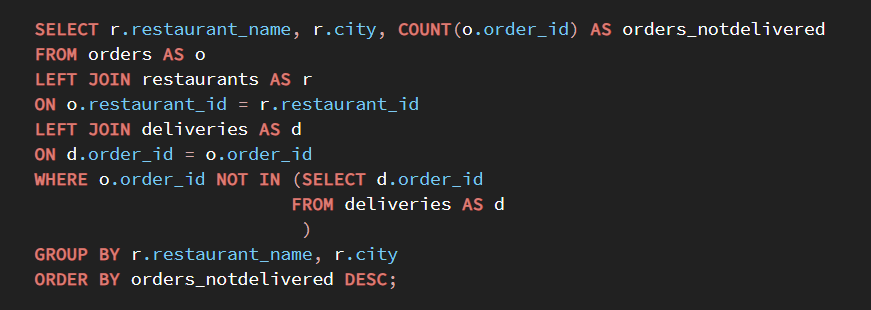 SELECT r.restaurant_name, r.city, COUNT(o.order_id) AS orders_notdelivered
FROM orders AS o
LEFT JOIN restaurants AS r
ON o.restaurant_id = r.restaurant_id
LEFT JOIN deliveries AS d
ON d.order_id = o.order_id
WHERE o.order_id NOT IN (SELECT d.order_id
                         FROM deliveries AS d
                          )
GROUP BY r.restaurant_name, r.city
ORDER BY orders_notdelivered DESC;